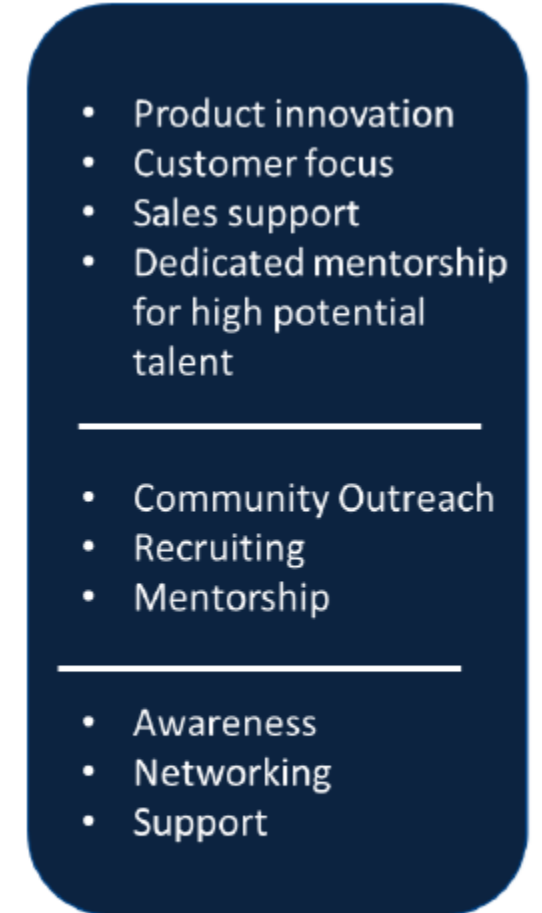 • Product innovation
• Customer focus
• Sales support
• Dedicated mentorship
for high potential
talent
• Community Outreach
• Recruiting
• Mentorship
• Awareness
• Networking
• Support